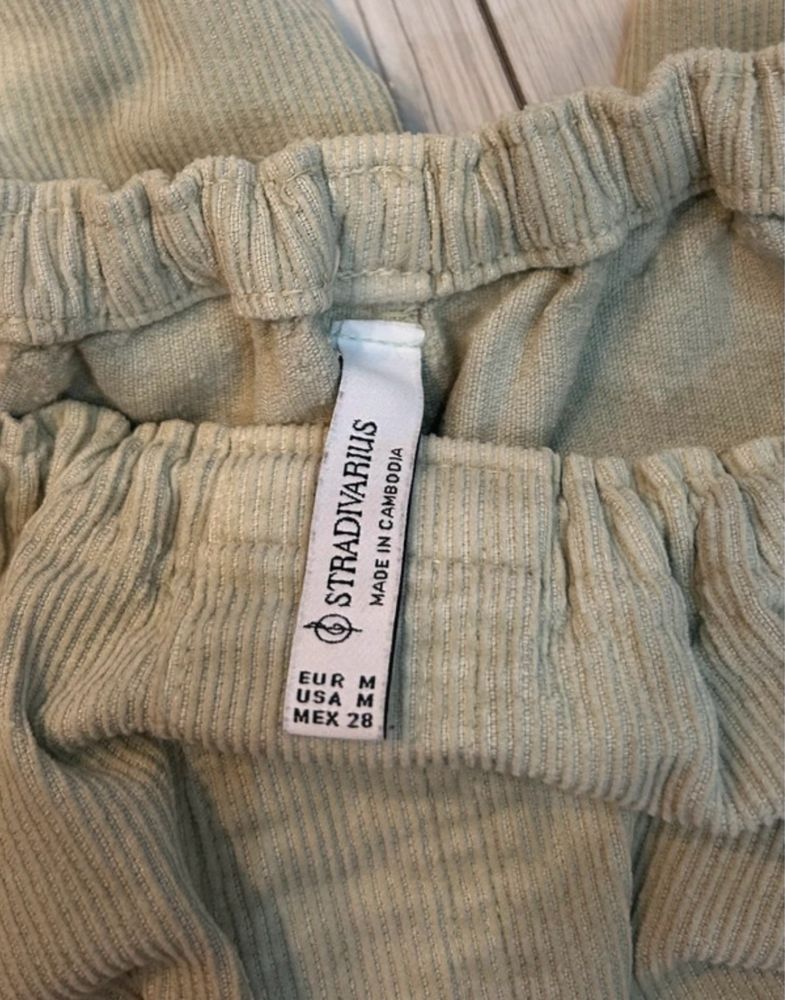 STRADIVARIUS
MADE IN CAMBODIA
EUR M
USA M
MEX 28